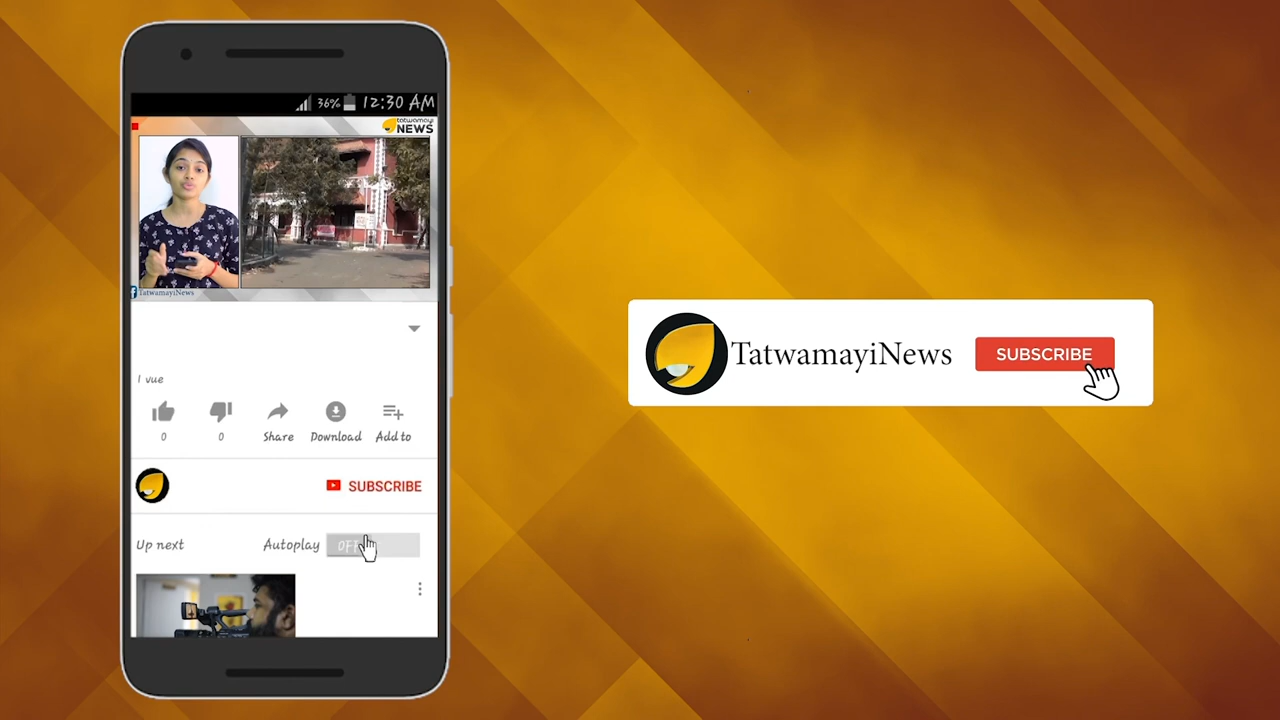 36% 12:30 AM
tatwamayi
NEWS
TatwamayiNews
1 vue
0 0 Share Download Add to
SUBSCRIBE
Up next Autoplay OFF
TatwamayiNews SUBSCRIBE